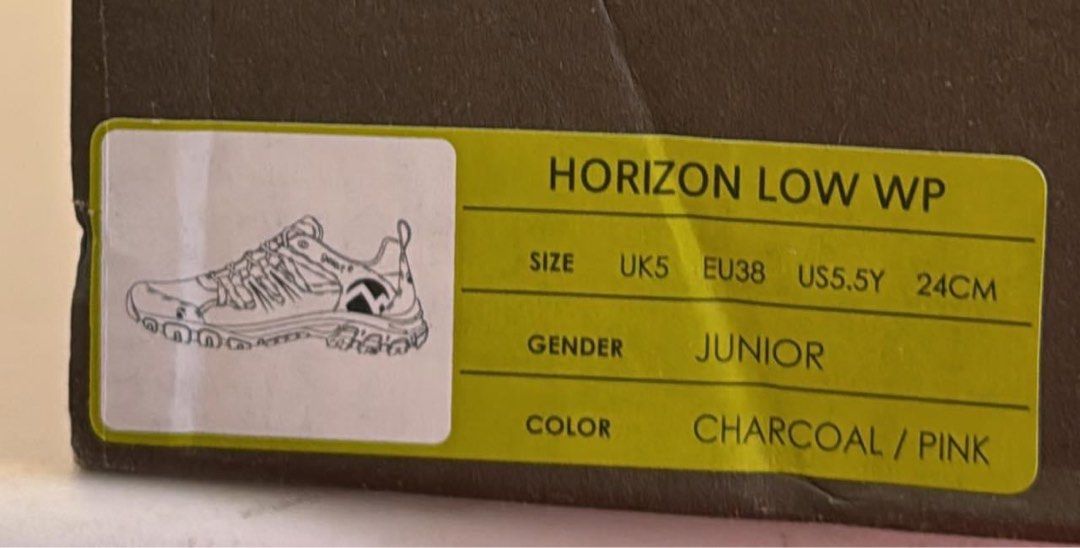 HORIZON LOW WP
SIZE UK5 EU38 US5.5Y 24CM
GENDER JUNIOR
COLOR CHARCOAL / PINK